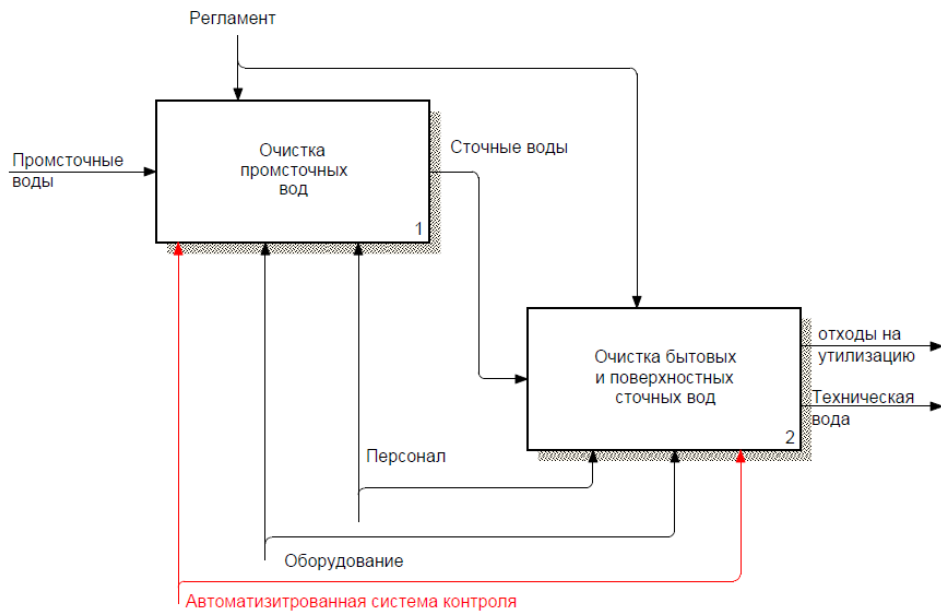 Регламент
Очистка
промсточных
вод
1
Промсточные
воды
Сточные воды
Очистка бытовых
и поверхностных
сточных вод
2
отходы на
утилизацию
Техническая
вода
Персонал
Оборудование
Автоматизитрованная система контроля